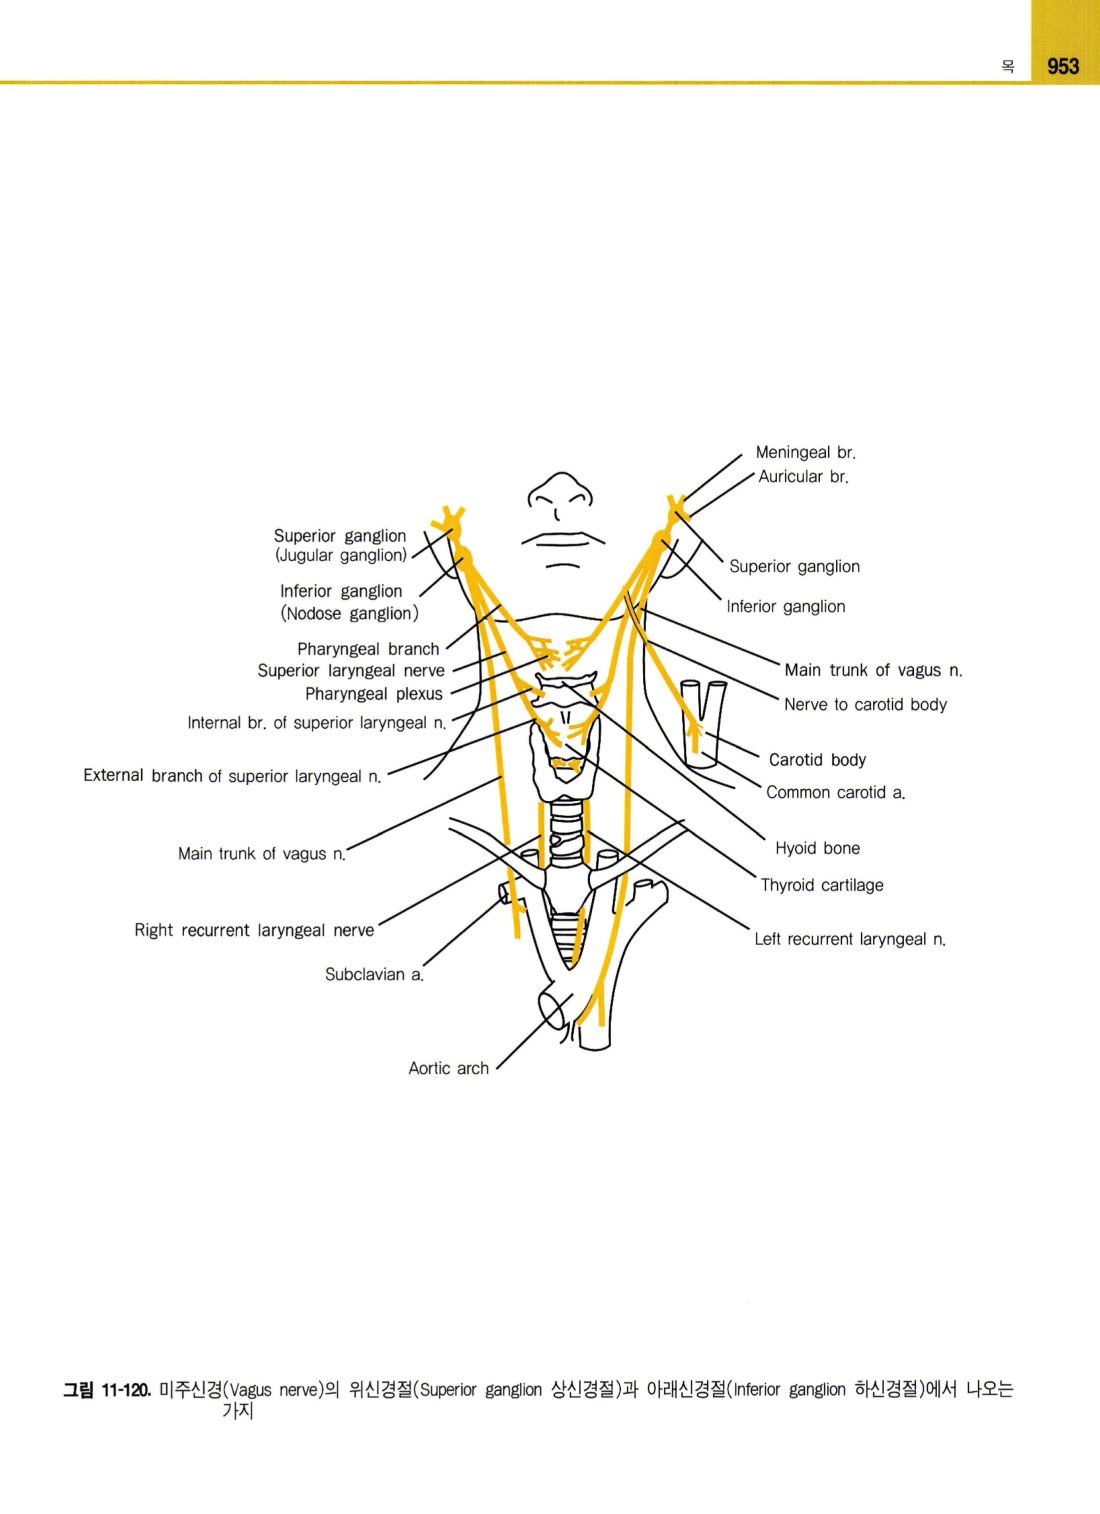 목 953
Meningeal br.
Auricular br.
Superior ganglion
(Jugular ganglion)
Inferior ganglion
(Nodose ganglion)
Pharyngeal branch
Superior laryngeal nerve
Pharyngeal plexus
Internal br. of superior laryngeal n.
External branch of superior laryngeal n.
Main trunk of vagus n.
Right recurrent laryngeal nerve
Subclavian a.
Aortic arch
Superior ganglion
Inferior ganglion
Main trunk of vagus n.
Nerve to carotid body
Carotid body
Common carotid a.
Hyoid bone
Thyroid cartilage
Left recurrent laryngeal n.
그림 11-120. 미주신경(Vagus nerve)의 위신경절(Superior ganglion 상신경절)과 아래신경절(Inferior ganglion 하신경절)에서 나오는
가지